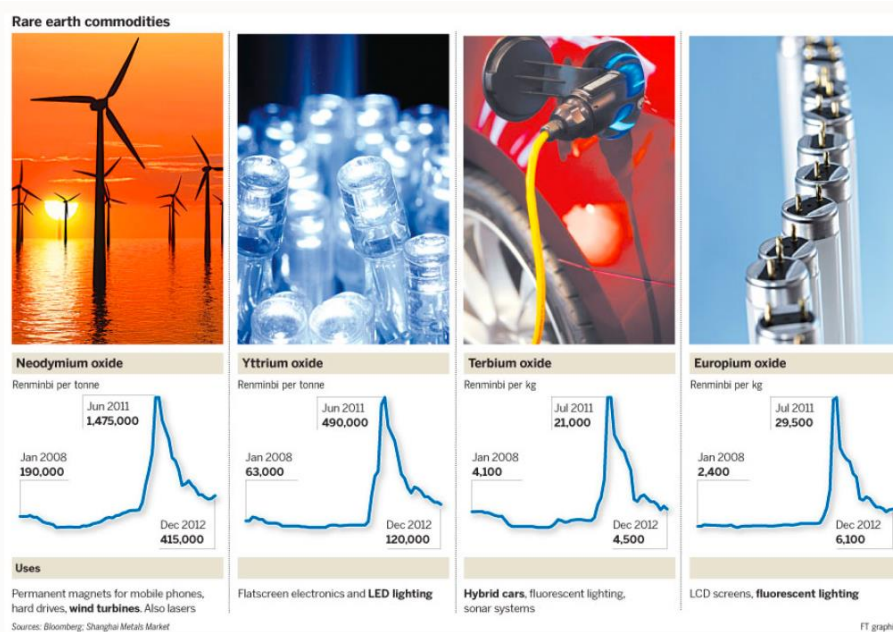 Rare earth commodities
Neodymium oxide
Renminbi per tonne
Jun 2011
1,475,000
Jan 2008
190,000
Dec 2012
415,000
Yttrium oxide
Renminbi per tonne
Jun 2011
490,000
Jan 2008
63,000
Dec 2012
120,000
Terbium oxide
Renminbi per kg
Jul 2011
21,000
Jan 2008
4,100
Dec 2012
4,500
Europium oxide
Renminbi per kg
Jul 2011
29,500
Jan 2008
2,400
Dec 2012
6,100
Uses
Permanent magnets for mobile phones,
hard drives, wind turbines. Also lasers
Flatscreen electronics and LED lighting
Hybrid cars, fluorescent lighting,
sonar systems
LCD screens, fluorescent lighting
Sources: Bloomberg; Shanghai Metals Market
FT graph